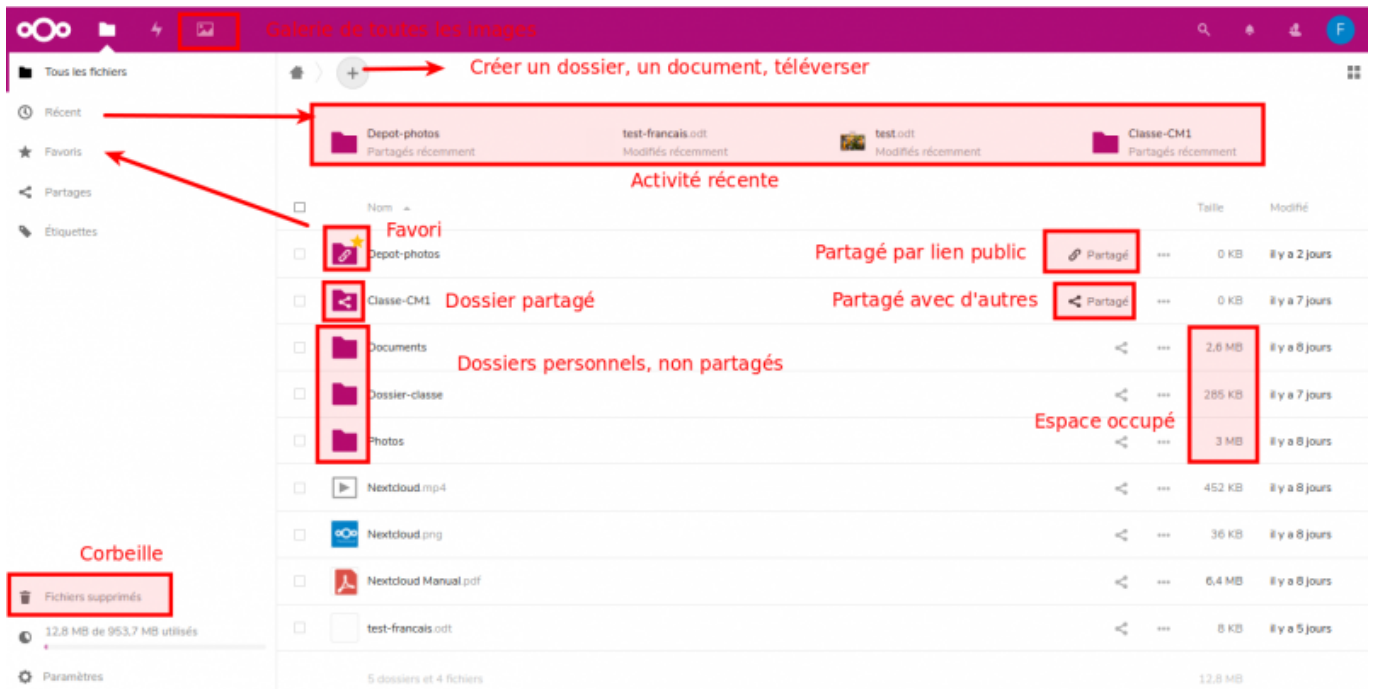 Galerie de toutes les images
F
Tous les fichiers
Créer un dossier, un document, téléverser
Récent
Favoris
Partages
Étiquettes
Depot-photos
Partagés récemment
test-francais.odt
Modifiés récemment
test.odt
Modifiés récemment
Classe-CM1
Partagés récemment
Activité récente
Nom
Taille
Modifié
Favori
Depot-photos
Partagé par lien public
Partagé
0 KB
il y a 2 jours
Classe-CM1
Dossier partagé
Partagé avec d'autres
Partagé
0 KB
il y a 7 jours
Documents
2,6 MB
il y a 8 jours
Dossiers personnels, non partagés
Dossier-classe
285 KB
il y a 7 jours
Espace occupé
Photos
3 MB
il y a 8 jours
Nextcloud.mp4
452 KB
il y a 8 jours
Nextcloud.png
36 KB
il y a 8 jours
Nextcloud Manual.pdf
6,4 MB
il y a 8 jours
test-francais.odt
8 KB
il y a 5 jours
5 dossiers et 4 fichiers
12,8 MB
Corbeille
Fichiers supprimés
12,8 MB de 953,7 MB utilisés
Paramètres